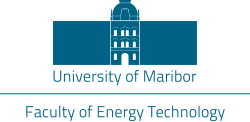 University of Maribor
Faculty of Energy Technology